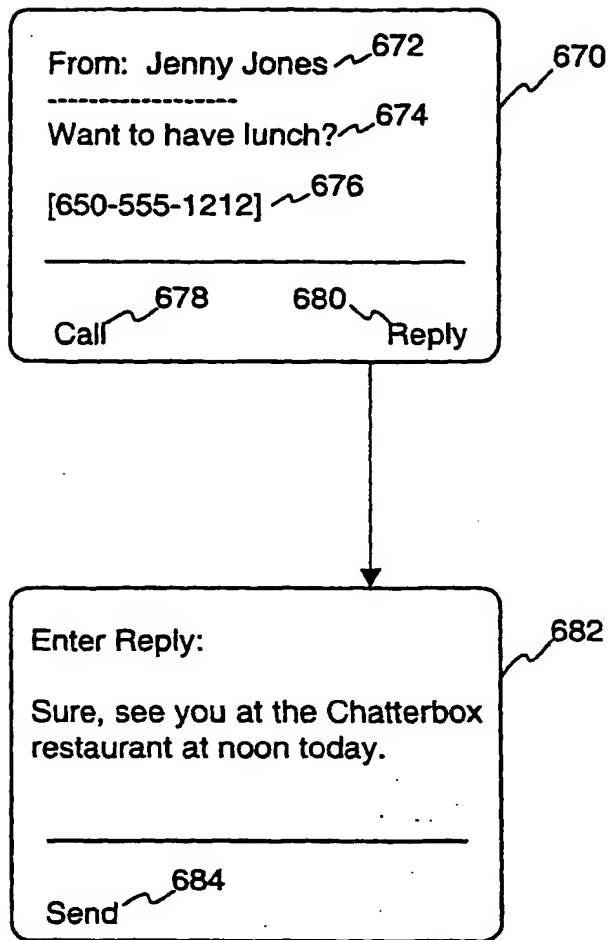 From: Jenny Jones 672
670
Want to have lunch? 674
[650-555-1212] 676
678 680
Call Reply
Enter Reply:
682
Sure, see you at the Chatterbox
restaurant at noon today.
684
Send